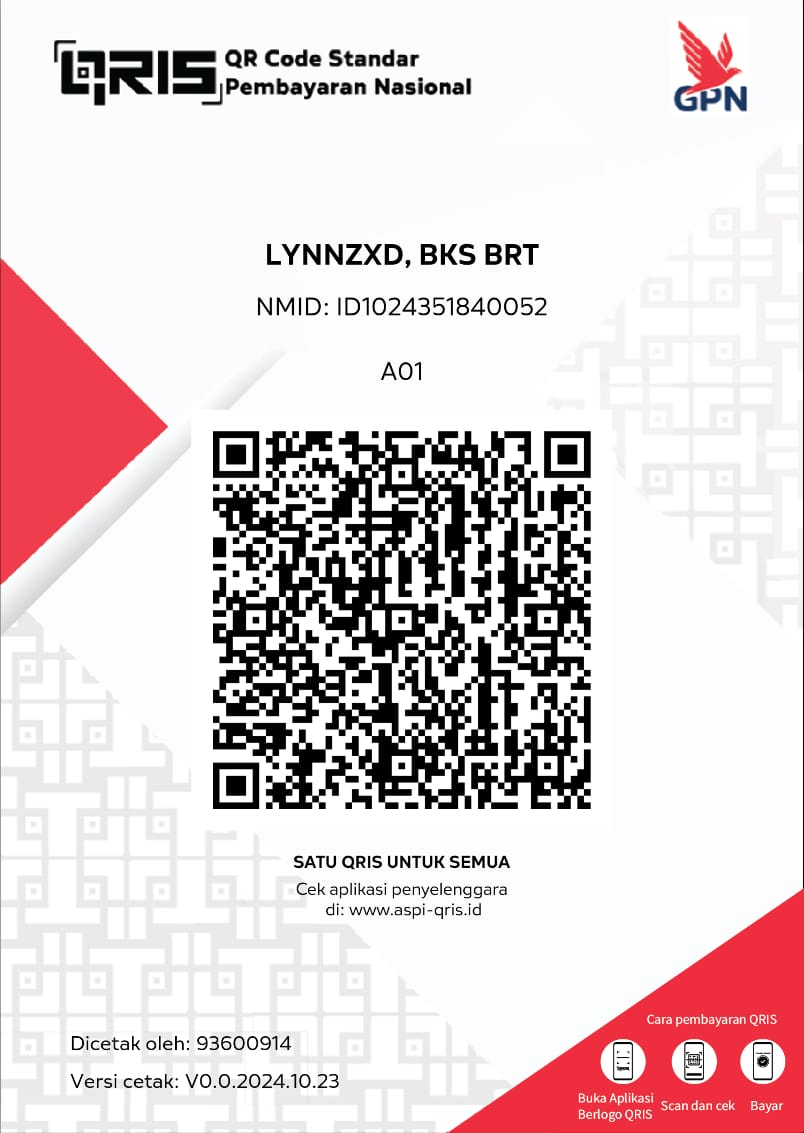 QRIS QR Code Standar
Pembayaran Nasional
GPN
LYNNZXD, BKS BRT
NMID: ID1024351840052
A01
SATU QRIS UNTUK SEMUA
Cek aplikasi penyelenggara
di: www.aspi-qris.id
Dicetak oleh: 93600914
Versi cetak: V0.0.2024.10.23
Cara pembayaran QRIS
Buka Aplikasi
Berlogo QRIS
Scan dan cek
Bayar